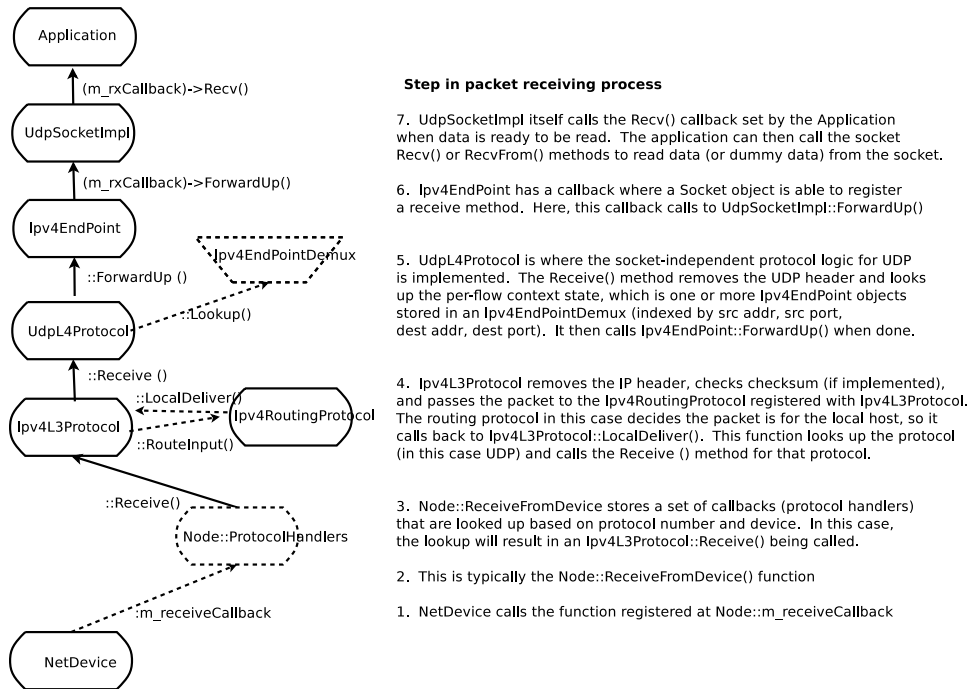 Application
(m_rxCallback)->Recv()
UdpSocketImpl
(m_rxCallback)->ForwardUp()
Ipv4EndPoint
Ipv4EndPointDemux
::ForwardUp ()
::Lookup()
UdpL4Protocol
::Receive ()
::LocalDeliver()
Ipv4RoutingProtocol
Ipv4L3Protocol
::RouteInput()
::Receive()
Node::ProtocolHandlers
:m_receiveCallback
NetDevice
Step in packet receiving process
7. UdpSocketImpl itself calls the Recv() callback set by the Application
when data is ready to be read. The application can then call the socket
Recv() or RecvFrom() methods to read data (or dummy data) from the socket.
6. Ipv4EndPoint has a callback where a Socket object is able to register
a receive method. Here, this callback calls to UdpSocketImpl::ForwardUp()
5. UdpL4Protocol is where the socket-independent protocol logic for UDP
is implemented. The Receive() method removes the UDP header and looks
up the per-flow context state, which is one or more Ipv4EndPoint objects
stored in an Ipv4EndPointDemux (indexed by src addr, src port,
dest addr, dest port). It then calls Ipv4EndPoint::ForwardUp() when done.
4. Ipv4L3Protocol removes the IP header, checks checksum (if implemented),
and passes the packet to the Ipv4RoutingProtocol registered with Ipv4L3Protocol.
The routing protocol in this case decides the packet is for the local host, so it
calls back to Ipv4L3Protocol::LocalDeliver(). This function looks up the protocol
(in this case UDP) and calls the Receive () method for that protocol.
3. Node::ReceiveFromDevice stores a set of callbacks (protocol handlers)
that are looked up based on protocol number and device. In this case,
the lookup will result in an Ipv4L3Protocol::Receive() being called.
2. This is typically the Node::ReceiveFromDevice() function
1. NetDevice calls the function registered at Node::m_receiveCallback